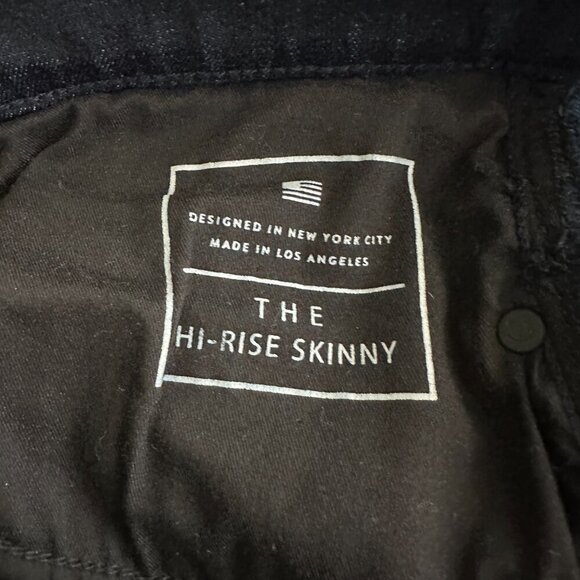 DESIGNED IN NEW YORK CITY
MADE IN LOS ANGELES
THE
HI-RISE SKINNY